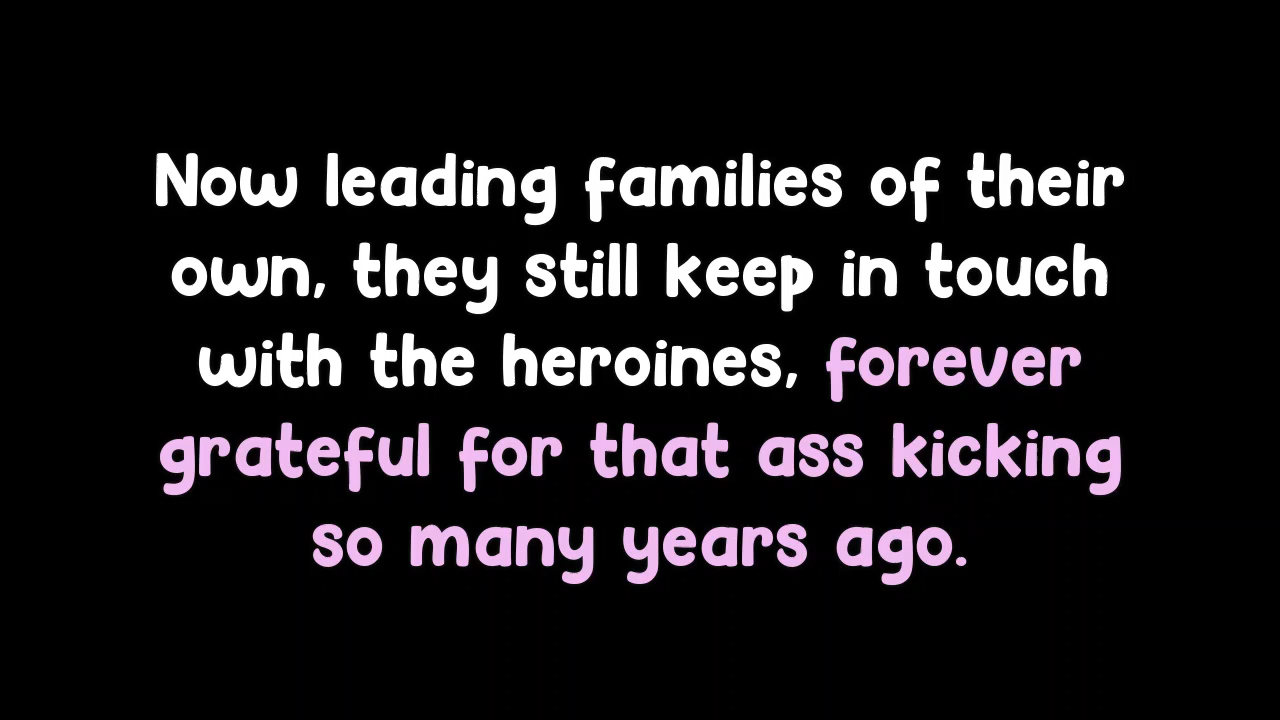 Now leading families of their
own, they still keep in touch
with the heroines, forever
grateful for that ass kicking
so many years ago.